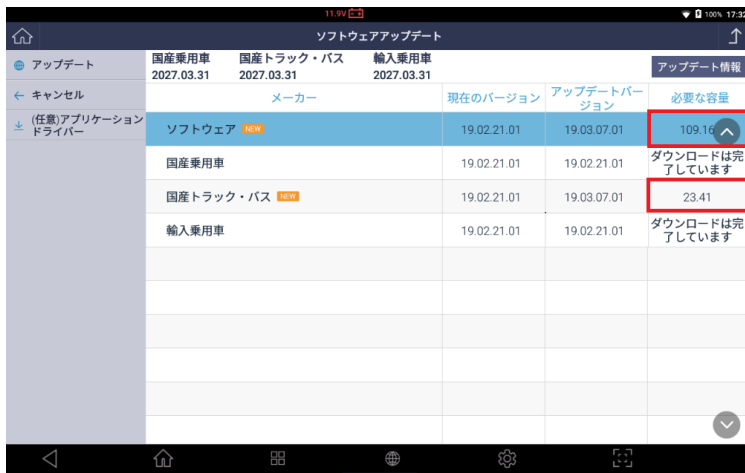 11.9V
100% 17:32
ソフトウェアアップデート
アップデート
キャンセル
(任意)アプリケーション
ドライバー
国産乗用車 国産トラック・バス 輸入乗用車
2027.03.31 2027.03.31 2027.03.31
アップデート情報
メーカー 現在のバージョン アップデートバー
ジョン 必要な容量
ソフトウェア NEW 19.02.21.01 19.03.07.01 109.16
国産乗用車 19.02.21.01 19.02.21.01 ダウンロードは完
了しています
国産トラック・バス NEW 19.02.21.01 19.03.07.01 23.41
輸入乗用車 19.02.21.01 19.02.21.01 ダウンロードは完
了しています